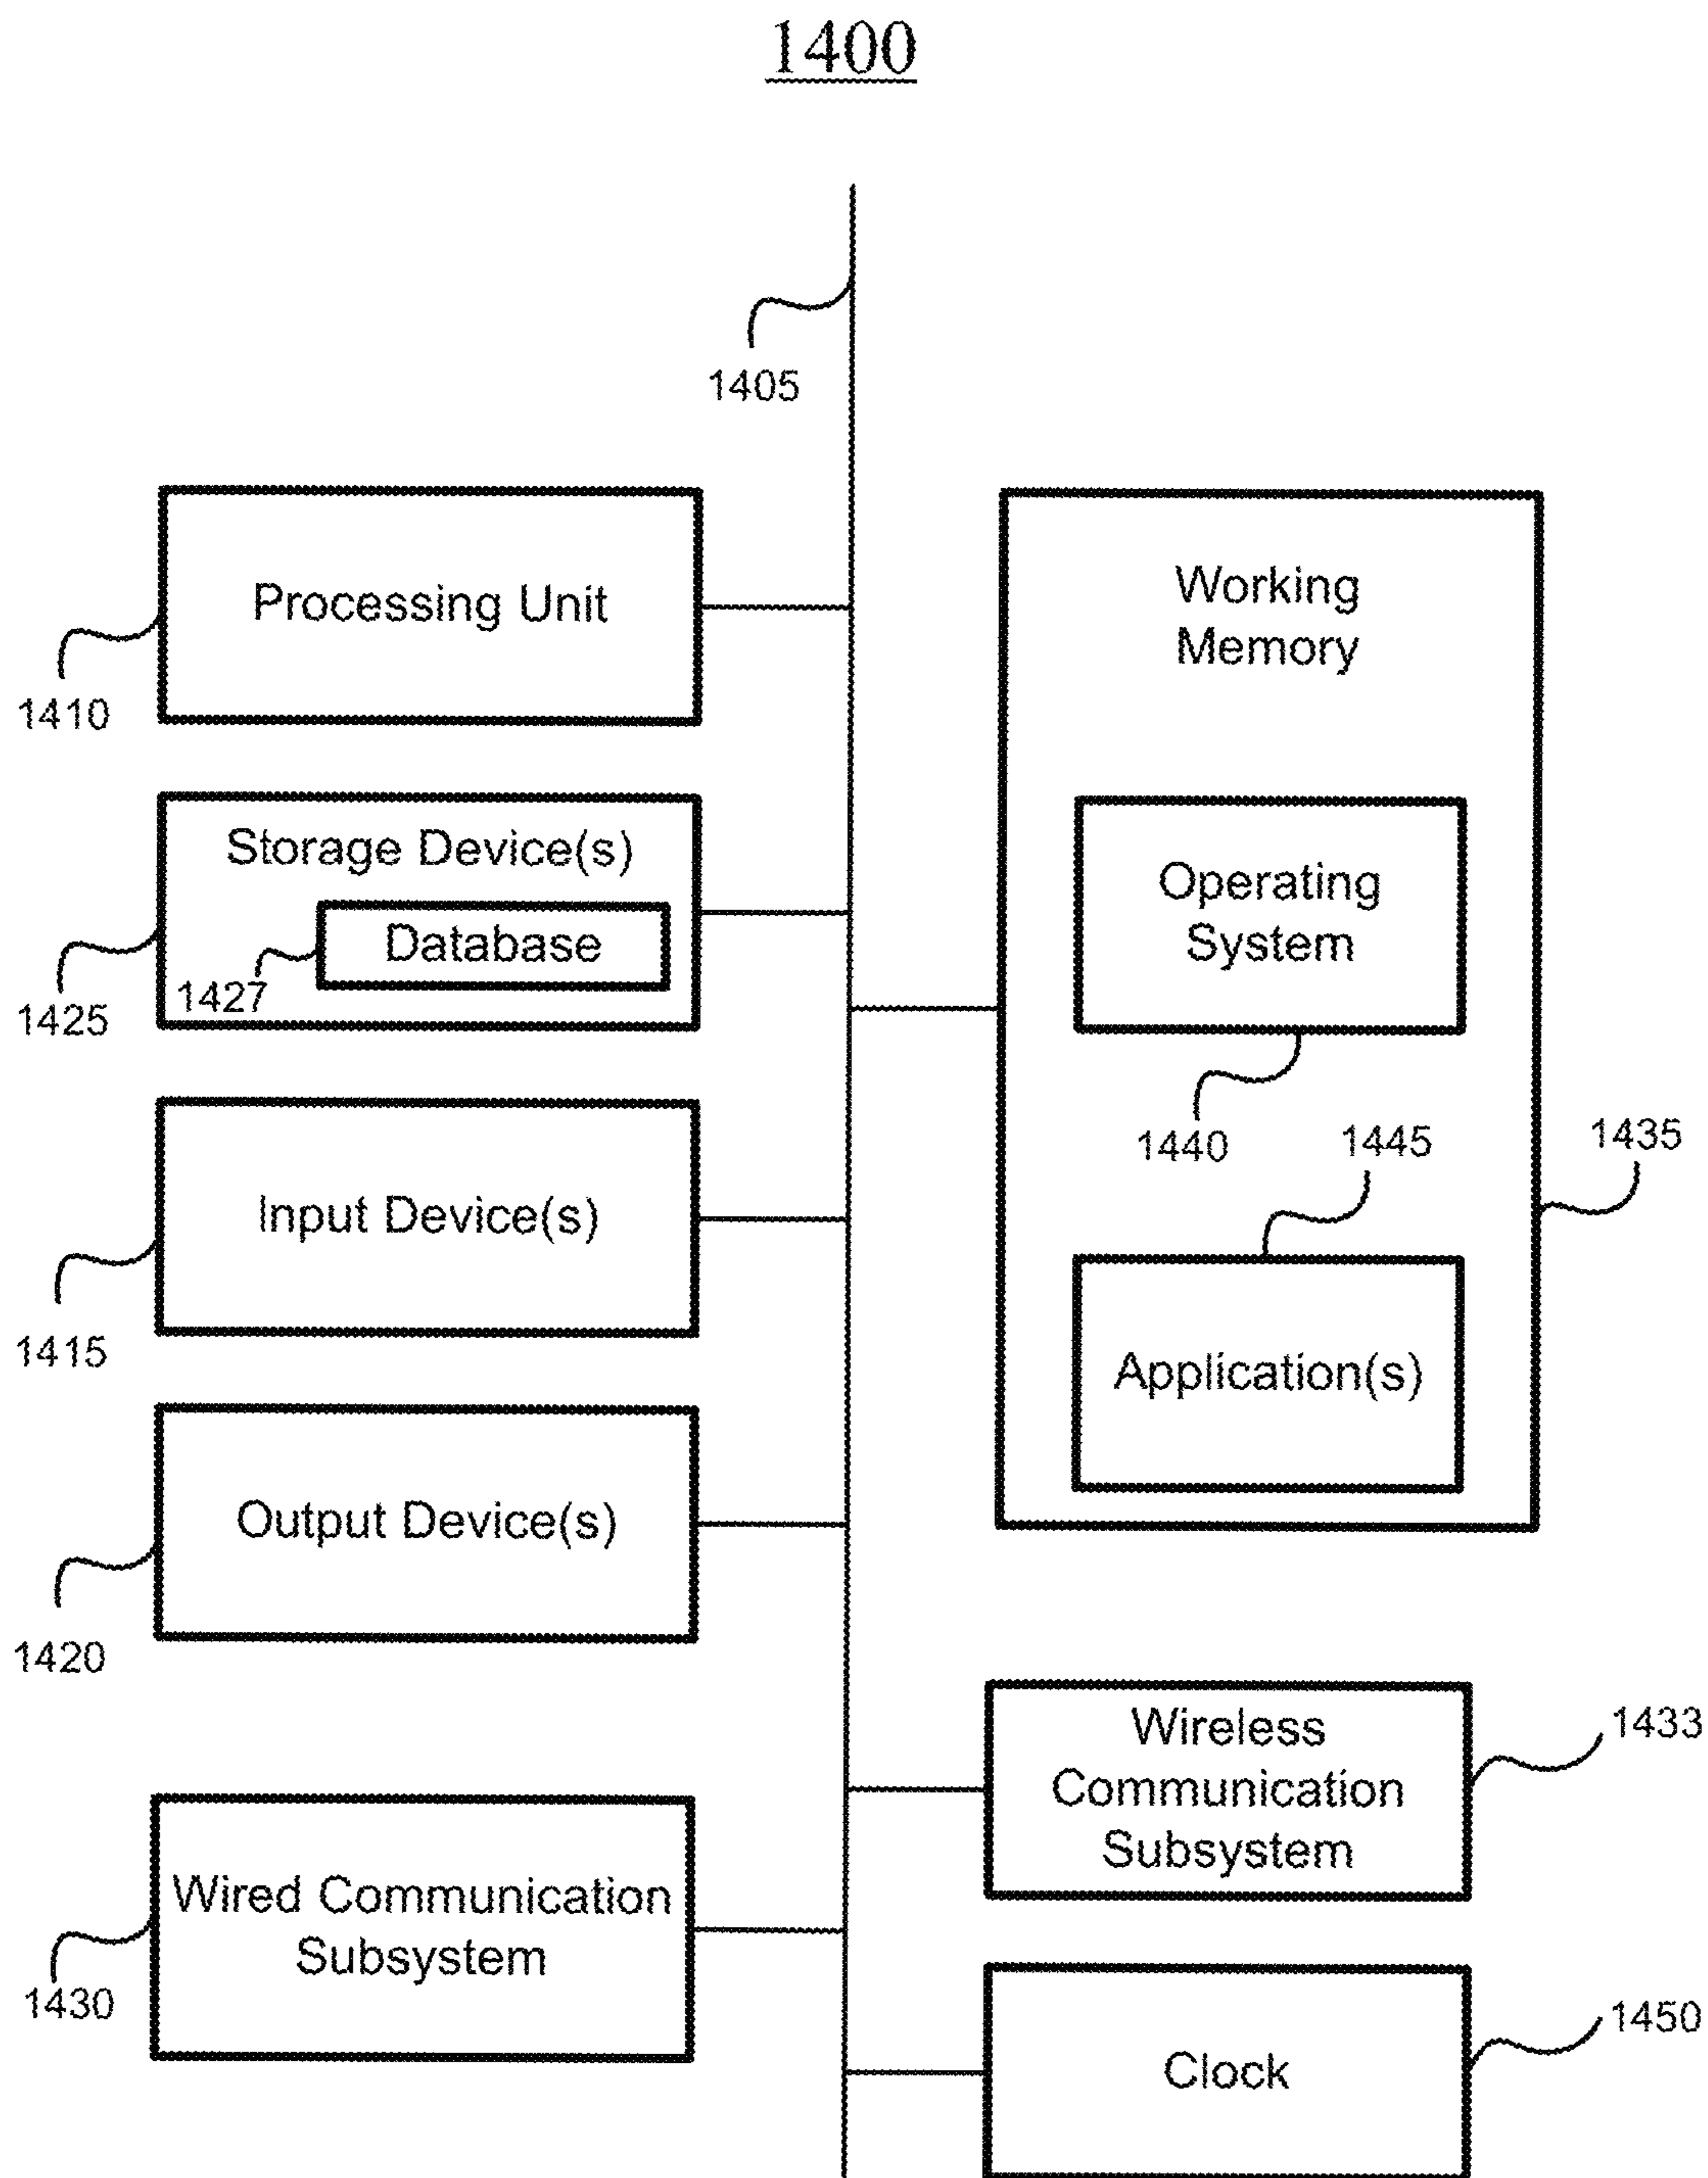 1400
1405
Processing Unit
1410
Storage Device(s)
Database
1427
1425
Input Device(s)
1415
Output Device(s)
1420
Wired Communication
Subsystem
1430
Working
Memory
Operating
System
1440
1445
1435
Application(s)
Wireless
Communication
Subsystem
1433
Clock
1450